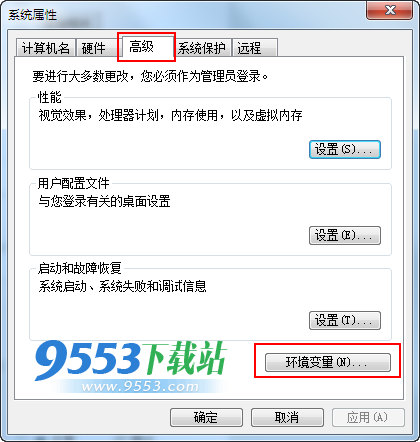 系统属性
计算机名 硬件 高级 系统保护 远程
要进行大多数更改，您必须作为管理员登录。
性能
视觉效果，处理器计划，内存使用，以及虚拟内存
设置(S)...
用户配置文件
与您登录有关的桌面设置
设置(E)...
启动和故障恢复
系统启动、系统失败和调试信息
设置(T)...
9553下载站
www.9553.com
环境变量(N)...
确定 取消 应用(A)